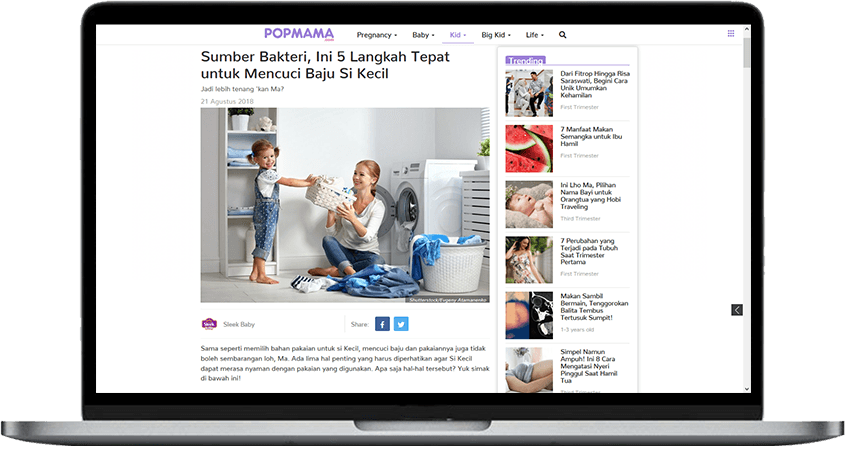 POPMAMA
.com
Pregnancy
Baby
Kid
Big Kid
Life
Sumber Bakteri, Ini 5 Langkah Tepat
untuk Mencuci Baju Si Kecil
Jadi lebih tenang 'kan Ma?
21 Agustus 2018
Shutterstock/Evgeny Atamanenko
Sleek Baby
Share:
Sama seperti memilih bahan pakaian untuk si Kecil, mencuci baju dan pakaiannya juga tidak
boleh sembarangan loh, Ma. Ada lima hal penting yang harus diperhatikan agar Si Kecil
dapat merasa nyaman dengan pakaian yang digunakan. Apa saja hal-hal tersebut? Yuk simak
di bawah ini!
Trending
Dari Fitrop Hingga Risa
Saraswati, Begini Cara
Unik Umumkan
Kehamilan
First Trimester
7 Manfaat Makan
Semangka untuk Ibu
Hamil
First Trimester
Ini Lho Ma, Pilihan
Nama Bayi untuk
Orangtua yang Hobi
Traveling
Third Trimester
7 Perubahan yang
Terjadi pada Tubuh
Saat Trimester
Pertama
First Trimester
Makan Sambil
Bermain, Tenggorokan
Balita Tembus
Tertusuk Sumpit!
1-3 years old
Simpel Namun
Ampuh! Ini 8 Cara
Mengatasi Nyeri
Pinggul Saat Hamil
Tua
Third Trimester